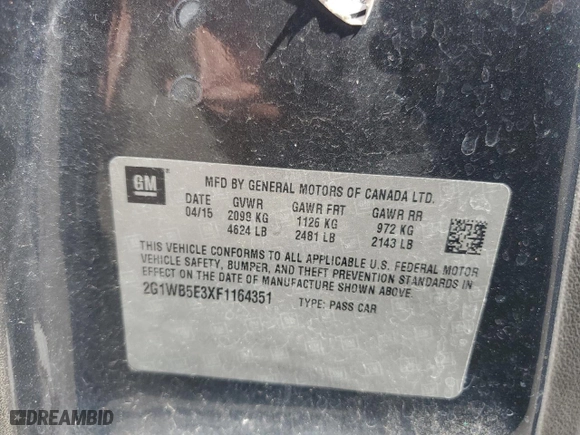 GM
MFD BY GENERAL MOTORS OF CANADA LTD.
DATE GVWR GAWR FRT GAWR RR
04/15 2099 KG 1126 KG 972 KG
4624 LB 2481 LB 2143 LB
THIS VEHICLE CONFORMS TO ALL APPLICABLE U.S. FEDERAL MOTOR
VEHICLE SAFETY, BUMPER, AND THEFT PREVENTION STANDARDS IN
EFFECT ON THE DATE OF MANUFACTURE SHOWN ABOVE.
2G1WB5E3XF1164351 TYPE: PASS CAR
DREAMBID